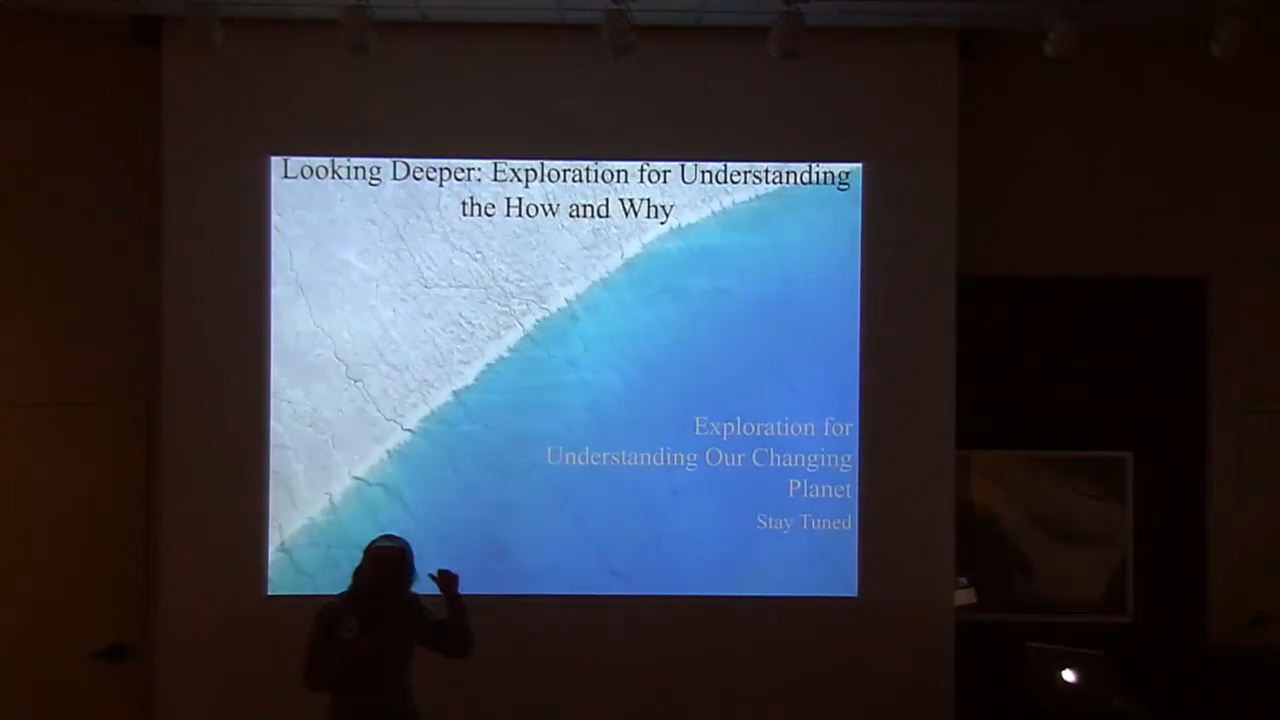 Looking Deeper: Exploration for Understanding
the How and Why
Exploration for
Understanding Our Changing
Planet
Stay Tuned